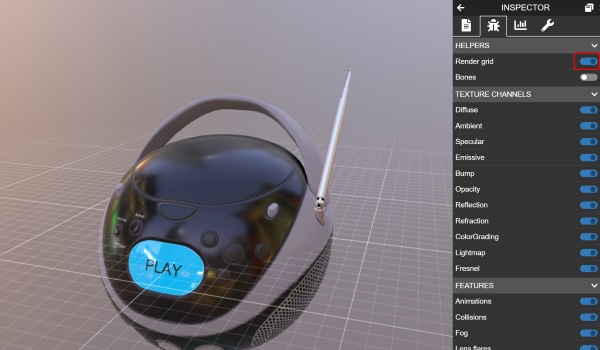 INSPECTOR
HELPERS
Render grid
Bones
TEXTURE CHANNELS
Diffuse
Ambient
Specular
Emissive
Bump
Opacity
Reflection
Refraction
ColorGrading
Lightmap
Fresnel
FEATURES
Animations
Collisions
Fog
Lens flares
PLAY